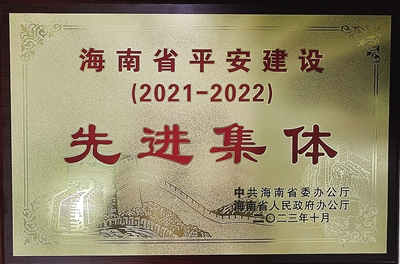 海南省平安建设
(2021-2022)
先进集体
中共海南省委办公厅
海南省人民政府办公厅
二〇二三年十月